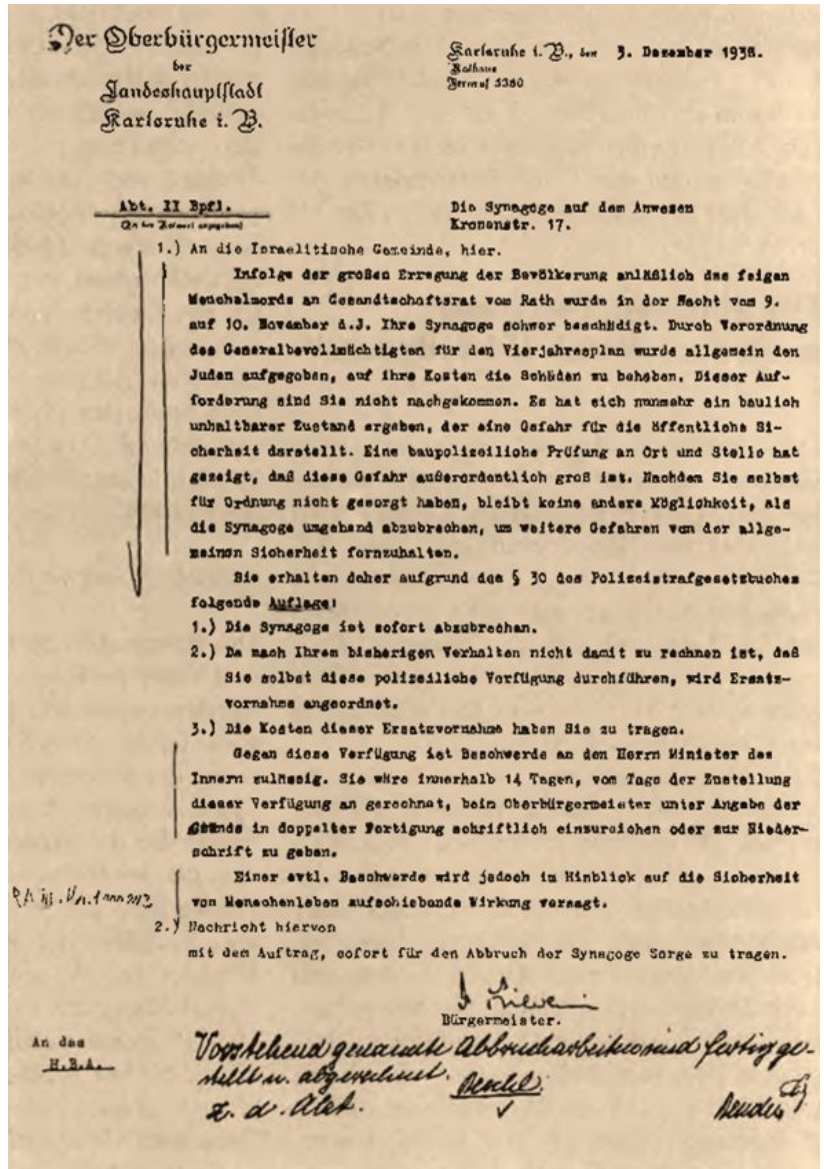 Der Oberbürgermeister
der
Landeshauptstadt
Karlsruhe i. B.
Karlsruhe i. B., den 3. Dezember 1938.
Rathaus
Fernruf 5380
Abt. II Bpfl.
(In der Antwort anzugeben)
Die Synagoge auf dem Anwesen
Kronenstr. 17.
1.) An die Israelitische Gemeinde, hier.
Infolge der großen Erregung der Bevölkerung anläßlich des feigen
Meuchelmords an Gesandtschaftsrat vom Rath wurde in der Nacht vom 9.
auf 10. November d.J. Ihre Synagoge schwer beschädigt. Durch Verordnung
des Generalbevollmächtigten für den Vierjahresplan wurde allgemein den
Juden aufgegeben, auf ihre Kosten die Schäden zu beheben. Dieser Auf-
forderung sind Sie nicht nachgekommen. Es hat sich nunmehr ein baulich
unhaltbarer Zustand ergeben, der eine Gefahr für die öffentliche Si-
cherheit darstellt. Eine baupolizeiliche Prüfung an Ort und Stelle hat
gezeigt, daß diese Gefahr außerordentlich groß ist. Nachdem Sie selbst
für Ordnung nicht gesorgt haben, bleibt keine andere Möglichkeit, als
die Synagoge umgehend abzubrechen, um weitere Gefahren von der allge-
meinen Sicherheit fernzuhalten.
Sie erhalten daher aufgrund des § 30 des Polizeistrafgesetzbuches
folgende Auflage:
1.) Die Synagoge ist sofort abzubrechen.
2.) Da nach Ihrem bisherigen Verhalten nicht damit zu rechnen ist, daß
Sie selbst diese polizeiliche Verfügung durchführen, wird Ersatz-
vornahme angeordnet.
3.) Die Kosten dieser Ersatzvornahme haben Sie zu tragen.
Gegen diese Verfügung ist Beschwerde an den Herrn Minister des
Innern zulässig. Sie wäre innerhalb 14 Tagen, vom Tage der Zustellung
dieser Verfügung an gerechnet, beim Oberbürgermeister unter Angabe der
Gründe in doppelter Fertigung schriftlich einzureichen oder zur Nieder-
schrift zu geben.
Einer evtl. Beschwerde wird jedoch im Hinblick auf die Sicherheit
von Menschenleben aufschiebende Wirkung versagt.
2.) Nachricht hiervon
mit dem Auftrag, sofort für den Abbruch der Synagoge Sorge zu tragen.
Bürgermeister.
An das
H.B.A.
Vorstehend genannte Abbrucharbeiten sind fertig ge-
stellt u. abgerechnet.
z. d. Akt.